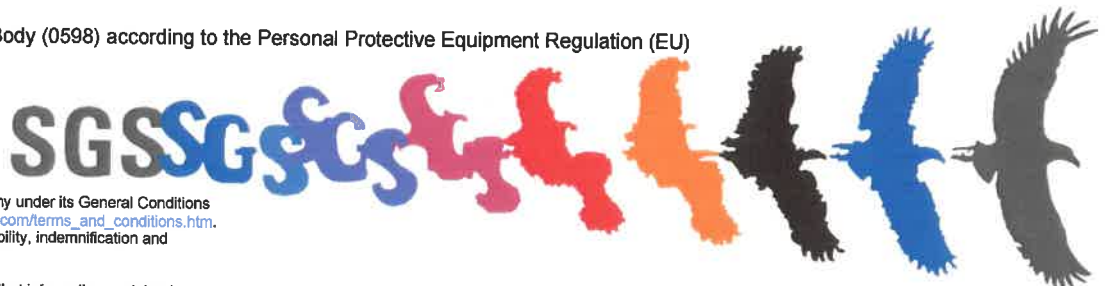 Body (0598) according to the Personal Protective Equipment Regulation (EU)
SGSSGSSGSGS
ny under its General Conditions
com/terms_and_conditions.htm.
bility, indemnification and